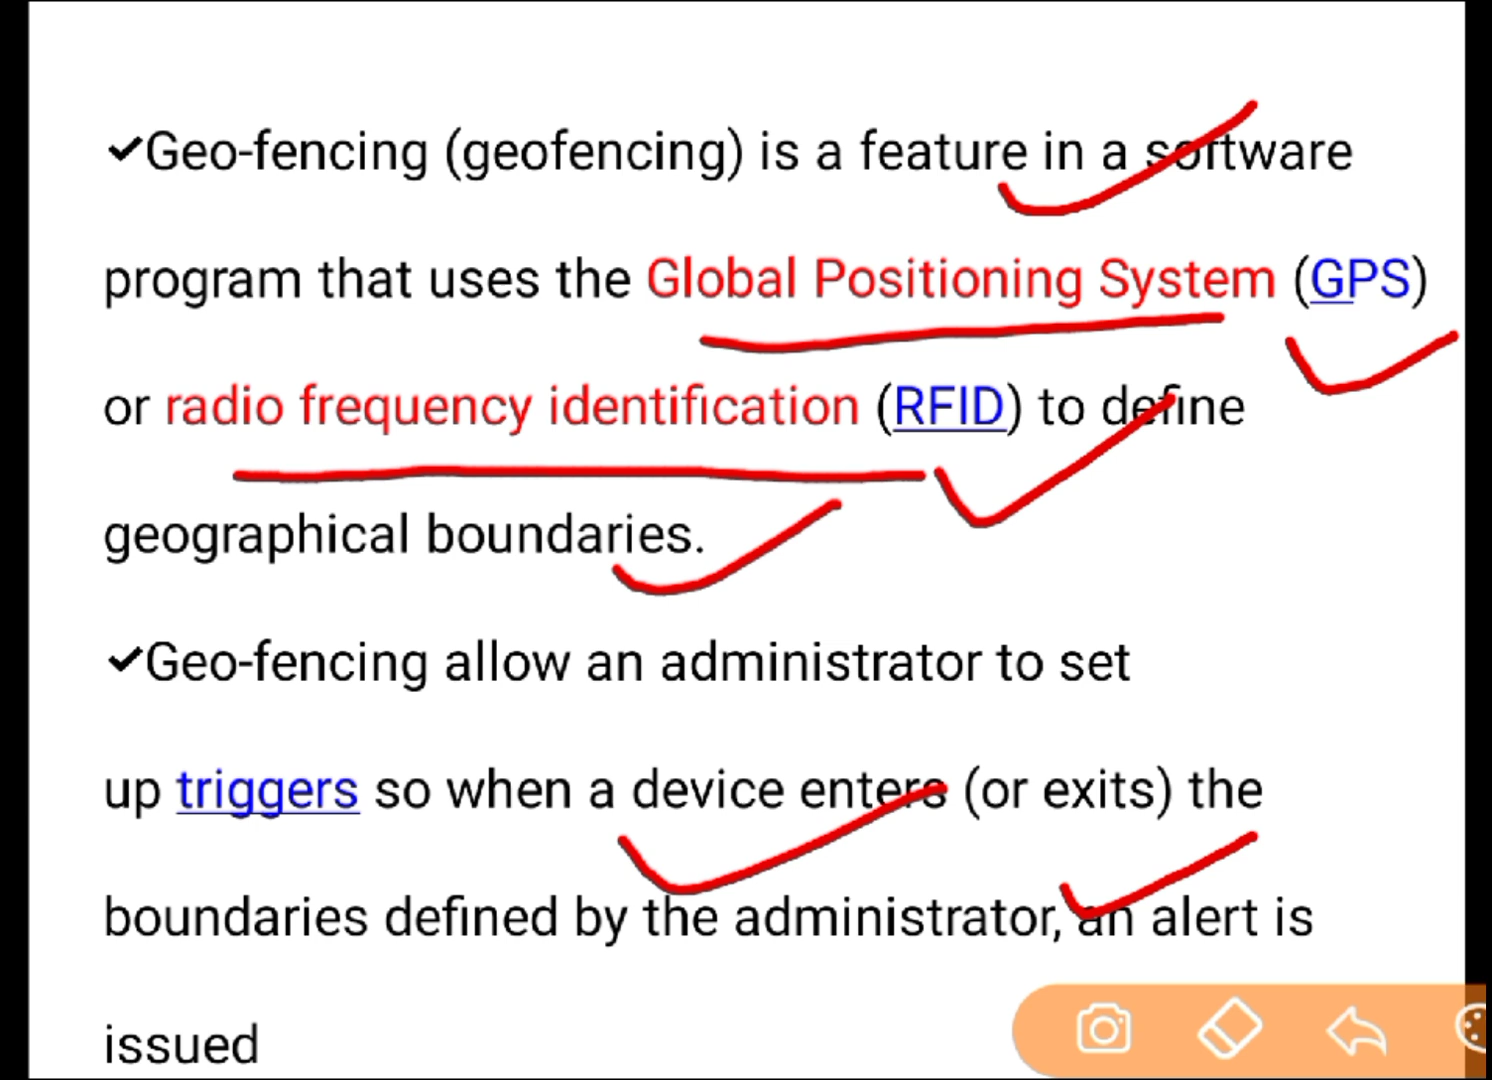 ✔Geo-fencing (geofencing) is a feature in a software
program that uses the Global Positioning System (GPS)
or radio frequency identification (RFID) to define
geographical boundaries.
✔Geo-fencing allow an administrator to set
up triggers so when a device enters (or exits) the
boundaries defined by the administrator, an alert is
issued